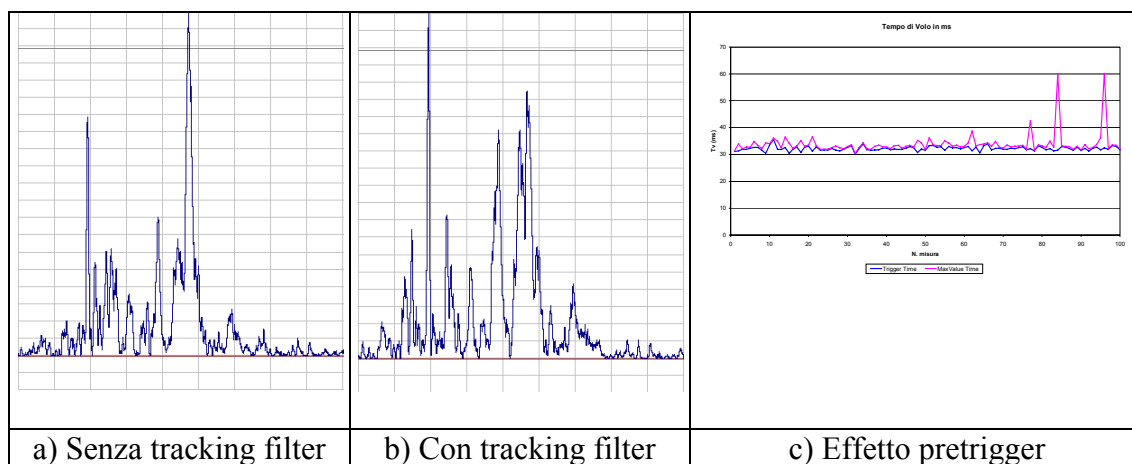 Tempo di Volo in ms
70
60
50
40
30
20
10
0
Tv (ms)
0 10 20 30 40 50 60 70 80 90 100
N. misura
Trigger Time MaxValue Time
a) Senza tracking filter
b) Con tracking filter
c) Effetto pretrigger